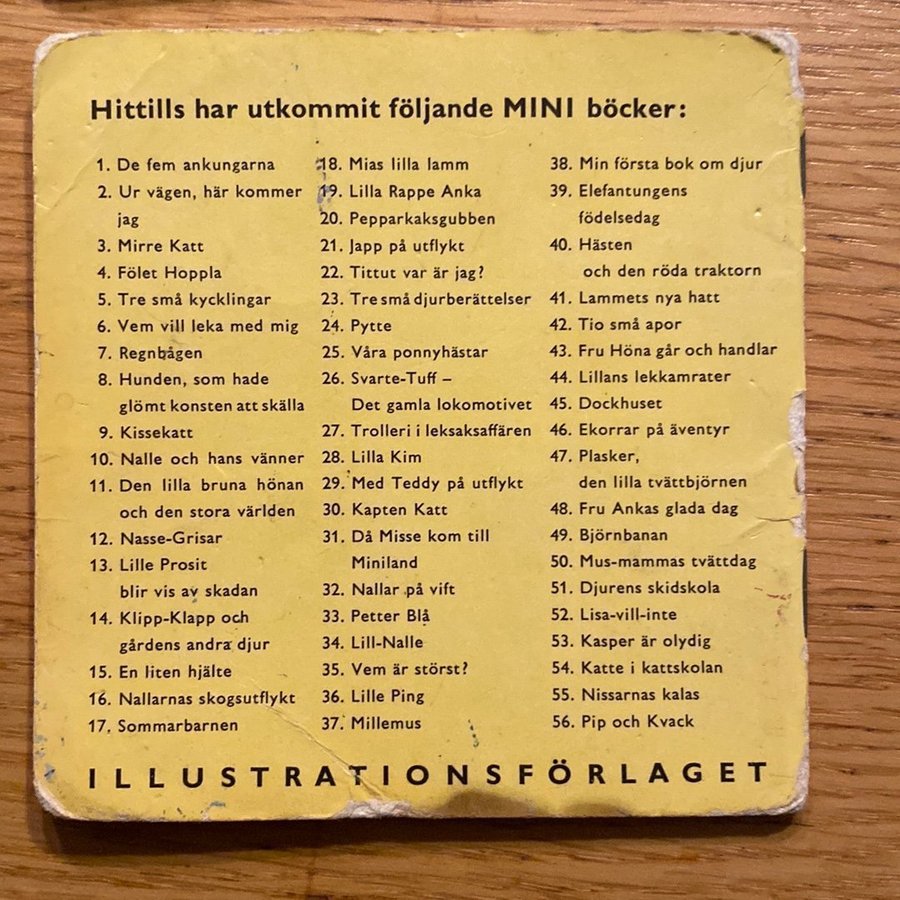 Hittills har utkommit följande MINI böcker:
1. De fem ankungarna
2. Ur vägen, här kommer
jag
3. Mirre Katt
4. Fölet Hoppla
5. Tre små kycklingar
6. Vem vill leka med mig
7. Regnbågen
8. Hunden, som hade
glömt konsten att skälla
9. Kissekatt
10. Nalle och hans vänner
11. Den lilla bruna hönan
och den stora världen
12. Nasse-Grisar
13. Lille Prosit
blir vis av skadan
14. Klipp-Klapp och
gårdens andra djur
15. En liten hjälte
16. Nallarnas skogsutflykt
17. Sommarbarnen
18. Mias lilla lamm
19. Lilla Rappe Anka
20. Pepparkaksgubben
21. Japp på utflykt
22. Tittut var är jag?
23. Tre små djurberättelser
24. Pytte
25. Våra ponnyhästar
26. Svarte-Tuff –
Det gamla lokomotivet
27. Trolleri i leksaksaffären
28. Lilla Kim
29. Med Teddy på utflykt
30. Kapten Katt
31. Då Misse kom till
Miniland
32. Nallar på vift
33. Petter Blå
34. Lill-Nalle
35. Vem är störst?
36. Lille Ping
37. Millemus
38. Min första bok om djur
39. Elefantungens
födelsedag
40. Hästen
och den röda traktorn
41. Lammets nya hatt
42. Tio små apor
43. Fru Höna går och handlar
44. Lillans lekkamrater
45. Dockhuset
46. Ekorrar på äventyr
47. Plasker,
den lilla tvättbjörnen
48. Fru Ankas glada dag
49. Björnbanan
50. Mus-mammas tvättdag
51. Djurens skidskola
52. Lisa-vill-inte
53. Kasper är olydig
54. Katte i kattskolan
55. Nissarnas kalas
56. Pip och Kvack
ILLUSTRATIONSFÖRLAGET